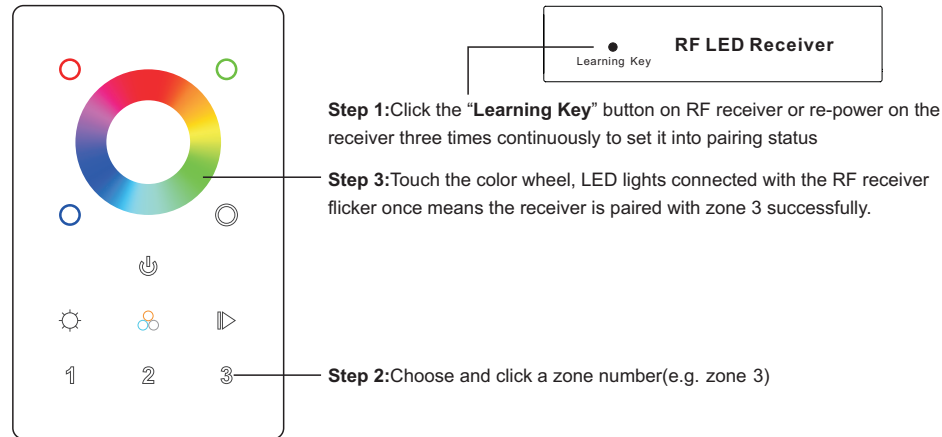 RF LED Receiver
Learning Key
Step 1:Click the “Learning Key” button on RF receiver or re-power on the
receiver three times continuously to set it into pairing status
Step 3:Touch the color wheel, LED lights connected with the RF receiver
flicker once means the receiver is paired with zone 3 successfully.
1 2 3
Step 2:Choose and click a zone number(e.g. zone 3)